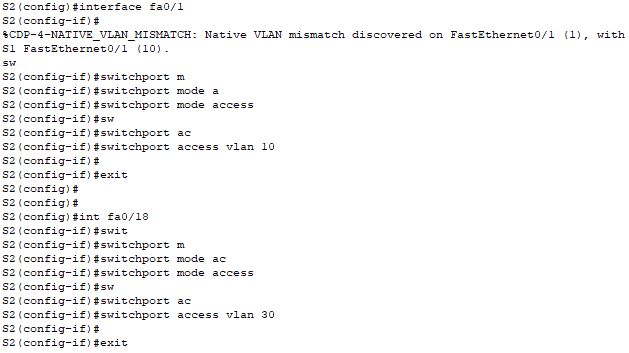 S2(config)#interface fa0/1
S2(config-if)#
%CDP-4-NATIVE_VLAN_MISMATCH: Native VLAN mismatch discovered on FastEthernet0/1 (1), with
S1 FastEthernet0/1 (10).
sw
S2(config-if)#switchport m
S2(config-if)#switchport mode a
S2(config-if)#switchport mode access
S2(config-if)#sw
S2(config-if)#switchport ac
S2(config-if)#switchport access vlan 10
S2(config-if)#
S2(config-if)#exit
S2(config)#
S2(config)#
S2(config)#int fa0/18
S2(config-if)#swit
S2(config-if)#switchport m
S2(config-if)#switchport mode ac
S2(config-if)#switchport mode access
S2(config-if)#sw
S2(config-if)#switchport ac
S2(config-if)#switchport access vlan 30
S2(config-if)#
S2(config-if)#exit